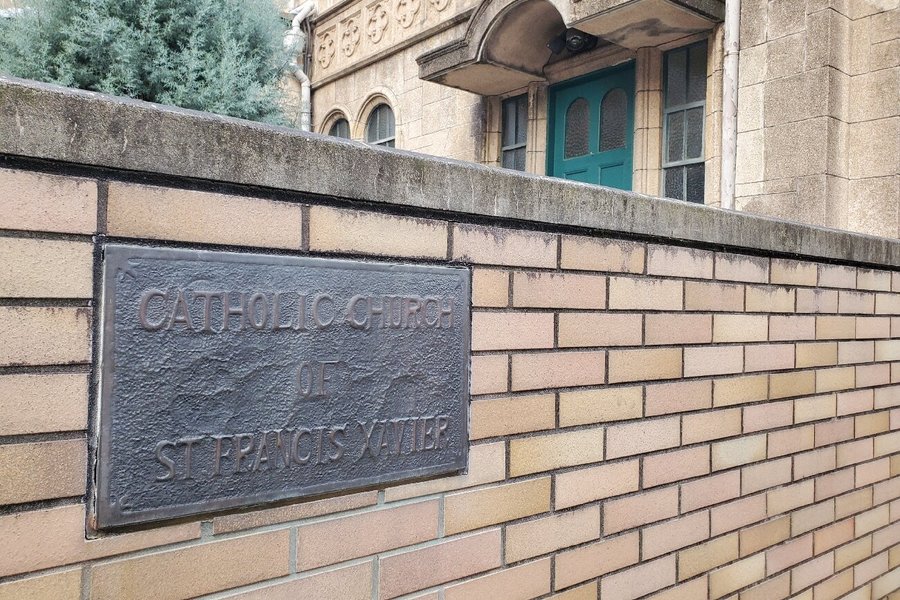 CATHOLIC CHURCH
OF
ST FRANCIS XAVIER